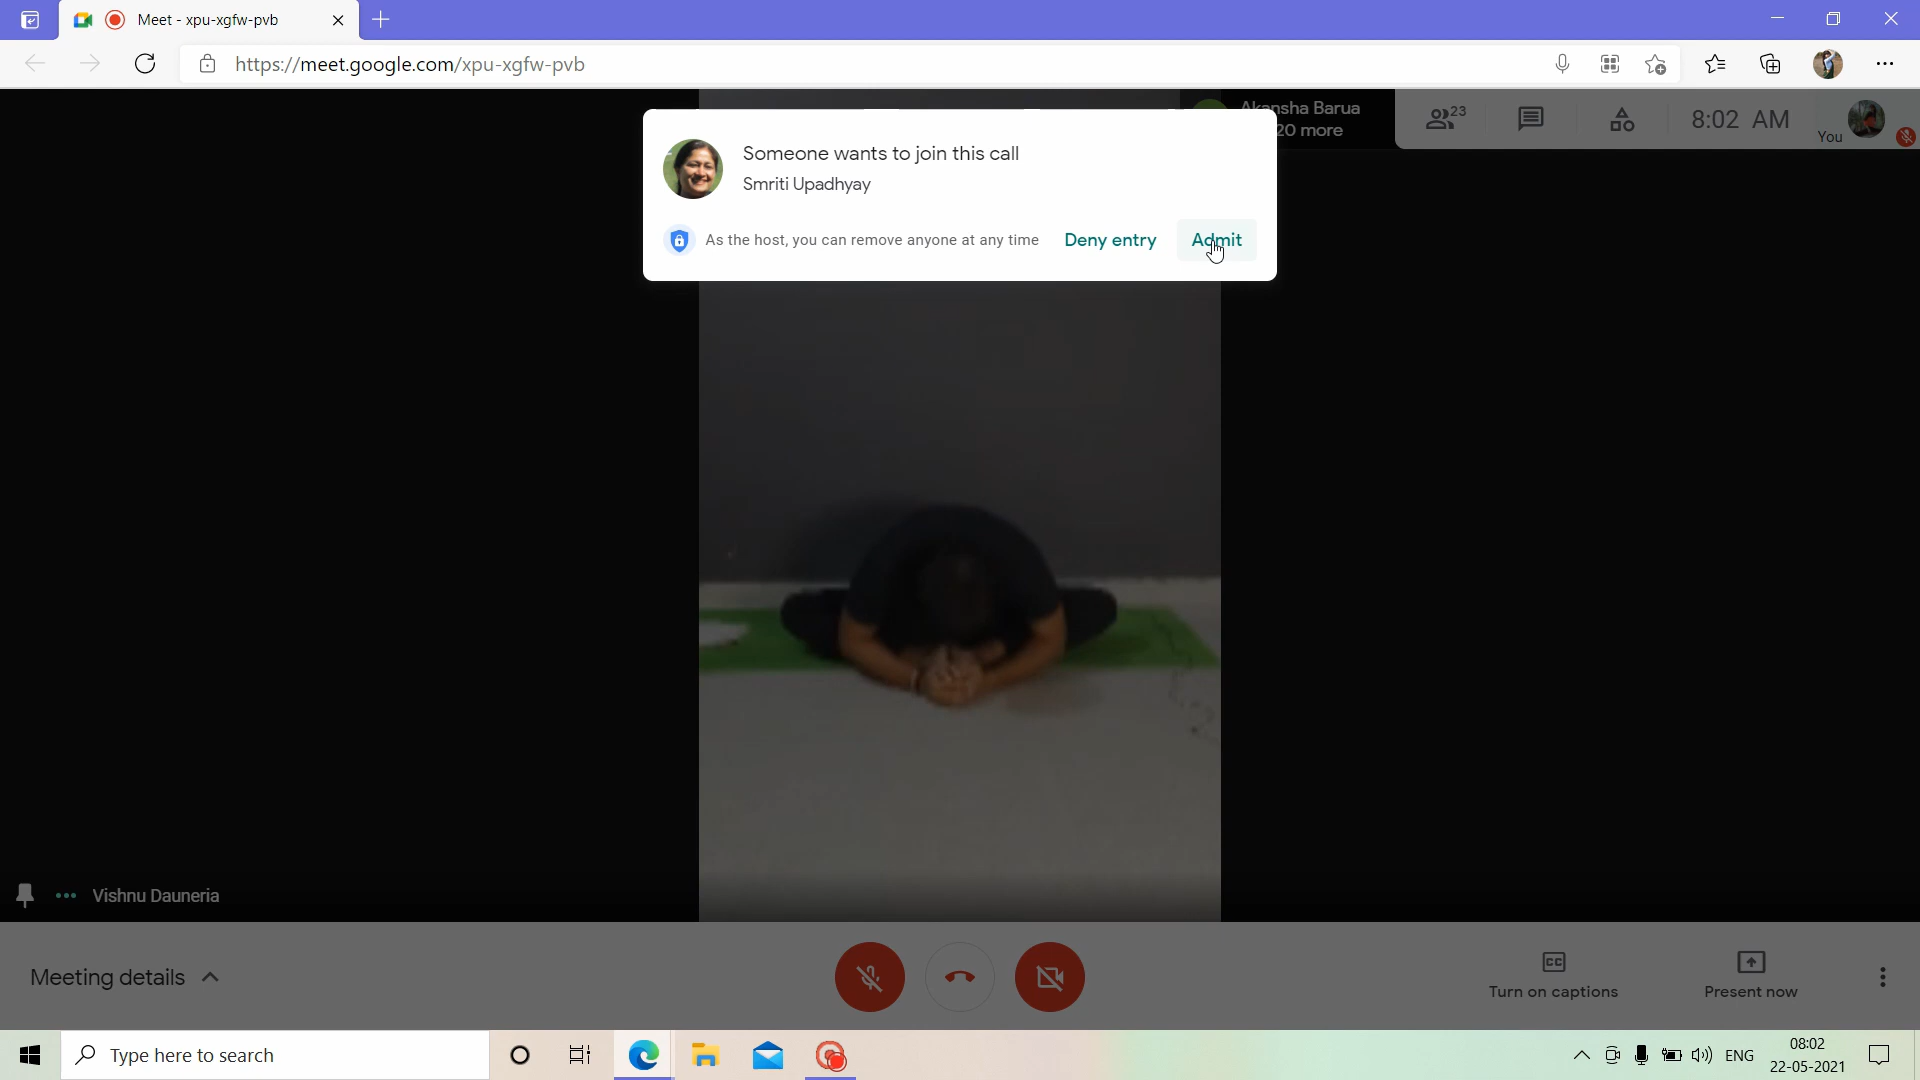 Meet - xpu-xgfw-pvb
https://meet.google.com/xpu-xgfw-pvb
Someone wants to join this call
Smriti Upadhyay
As the host, you can remove anyone at any time
Deny entry
Admit
Akansha Barua
20 more
23
8:02 AM
You
Vishnu Dauneria
Meeting details
Turn on captions
Present now
Type here to search
ENG
08:02
22-05-2021